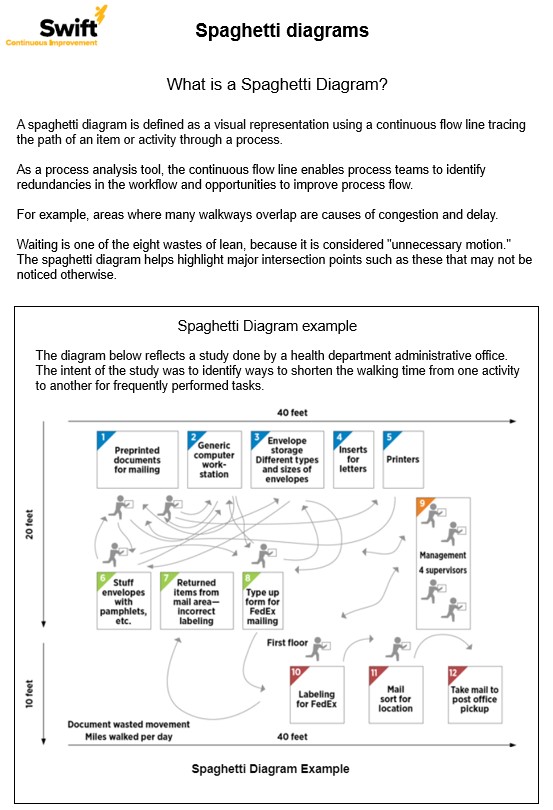 Swift
Continuous Improvement
Spaghetti diagrams
What is a Spaghetti Diagram?
A spaghetti diagram is defined as a visual representation using a continuous flow line tracing
the path of an item or activity through a process.
As a process analysis tool, the continuous flow line enables process teams to identify
redundancies in the workflow and opportunities to improve process flow.
For example, areas where many walkways overlap are causes of congestion and delay.
Waiting is one of the eight wastes of lean, because it is considered "unnecessary motion."
The spaghetti diagram helps highlight major intersection points such as these that may not be
noticed otherwise.
Spaghetti Diagram example
The diagram below reflects a study done by a health department administrative office.
The intent of the study was to identify ways to shorten the walking time from one activity
to another for frequently performed tasks.
40 feet
20 feet
10 feet
1
Preprinted
documents
for mailing
2
Generic
computer
work-
station
3
Envelope
storage
Different types
and sizes of
envelopes
4
Inserts
for
letters
5
Printers
9
Management
4 supervisors
6
Stuff
envelopes
with
pamphlets,
etc.
7
Returned
items from
mail area—
incorrect
labeling
8
Type up
form for
FedEx
mailing
First floor
10
Labeling
for FedEx
11
Mail
sort for
location
12
Take mail to
post office
pickup
Document wasted movement
Miles walked per day
40 feet
Spaghetti Diagram Example